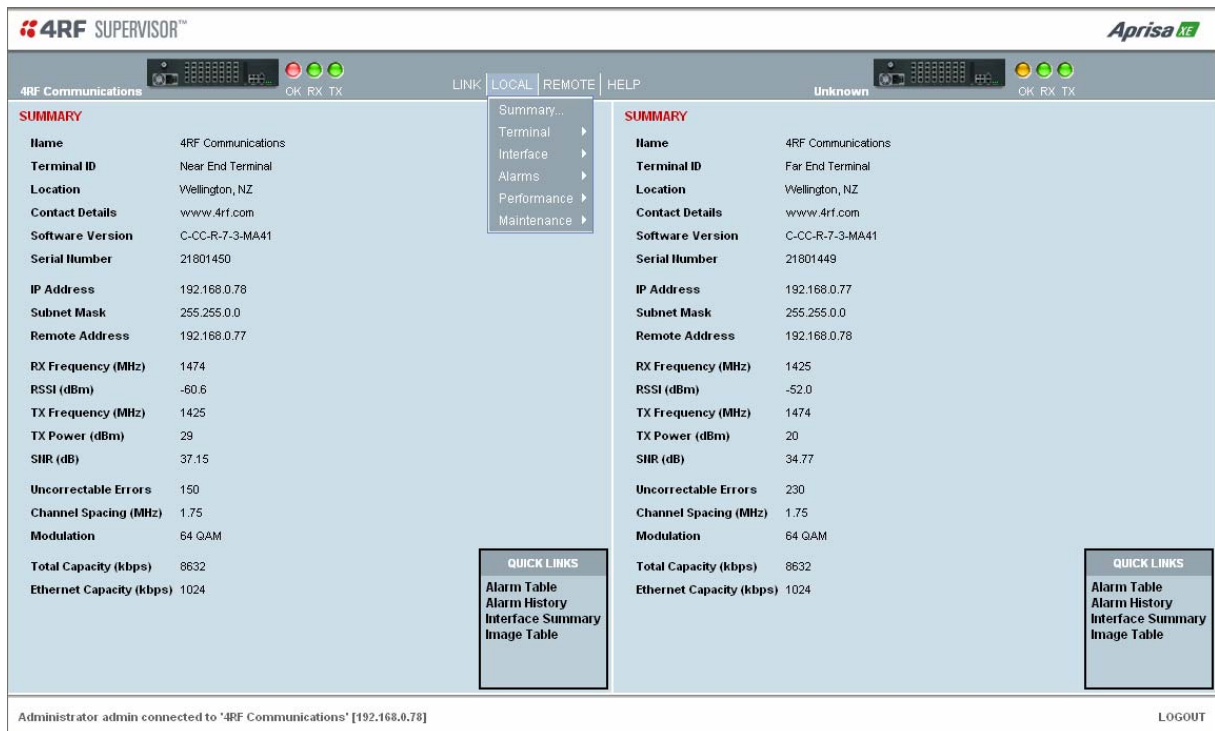 4RF SUPERVISOR™
Aprisa XE
4RF Communications
OK RX TX
LINK LOCAL REMOTE HELP
Unknown
OK RX TX
Summary...
Terminal
Interface
Alarms
Performance
Maintenance
SUMMARY
Name 4RF Communications
Terminal ID Near End Terminal
Location Wellington, NZ
Contact Details www.4rf.com
Software Version C-CC-R-7-3-MA41
Serial Number 21801450
IP Address 192.168.0.78
Subnet Mask 255.255.0.0
Remote Address 192.168.0.77
RX Frequency (MHz) 1474
RSSI (dBm) -60.6
TX Frequency (MHz) 1425
TX Power (dBm) 29
SNR (dB) 37.15
Uncorrectable Errors 150
Channel Spacing (MHz) 1.75
Modulation 64 QAM
Total Capacity (kbps) 8632
Ethernet Capacity (kbps) 1024
QUICK LINKS
Alarm Table
Alarm History
Interface Summary
Image Table
SUMMARY
Name 4RF Communications
Terminal ID Far End Terminal
Location Wellington, NZ
Contact Details www.4rf.com
Software Version C-CC-R-7-3-MA41
Serial Number 21801449
IP Address 192.168.0.77
Subnet Mask 255.255.0.0
Remote Address 192.168.0.78
RX Frequency (MHz) 1425
RSSI (dBm) -52.0
TX Frequency (MHz) 1474
TX Power (dBm) 20
SNR (dB) 34.77
Uncorrectable Errors 230
Channel Spacing (MHz) 1.75
Modulation 64 QAM
Total Capacity (kbps) 8632
Ethernet Capacity (kbps) 1024
QUICK LINKS
Alarm Table
Alarm History
Interface Summary
Image Table
Administrator admin connected to '4RF Communications' [192.168.0.78]
LOGOUT